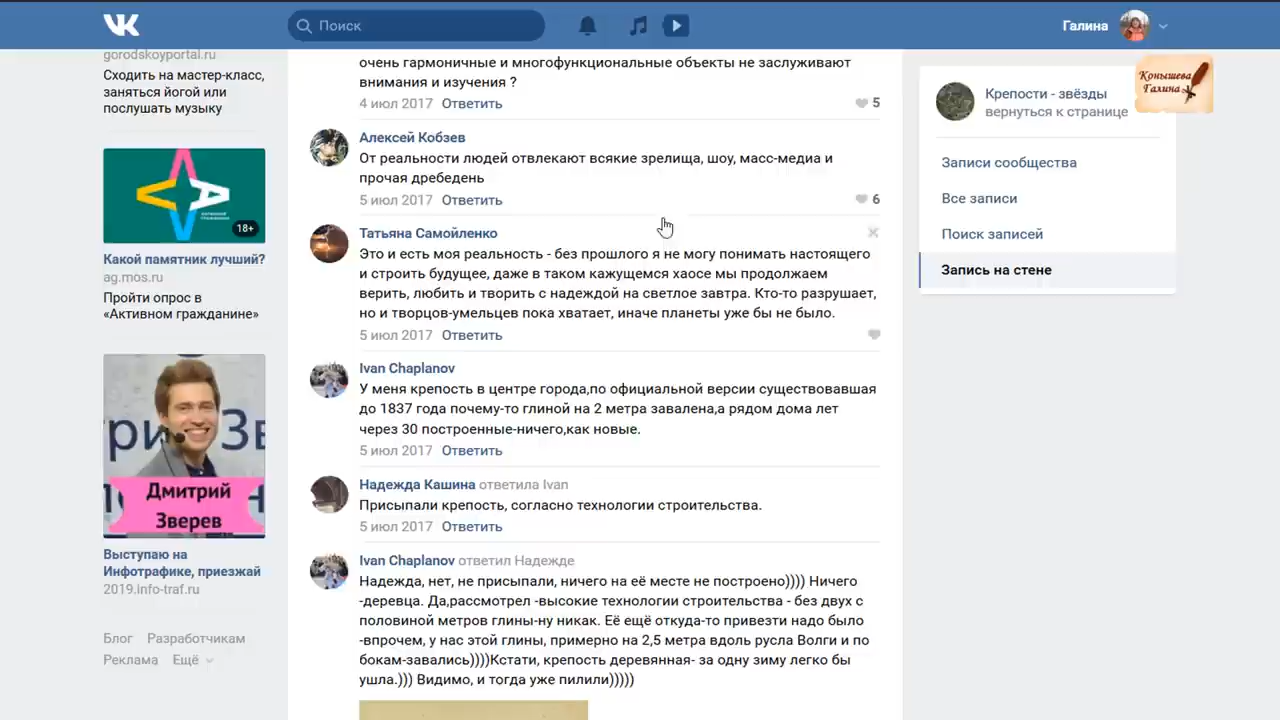 Поиск
Галина
gorodskoyportal.ru
Сходить на мастер-класс,
заняться йогой или
послушать музыку
18+
Какой памятник лучший?
ag.mos.ru
Пройти опрос в
«Активном гражданине»
Дмитрий
Зверев
Выступаю на
Инфотрафике, приезжай
2019.info-traf.ru
Блог Разработчикам
Реклама Ещё
очень гармоничные и многофункциональные объекты не заслуживают
внимания и изучения ?
4 июл 2017 Ответить
5
Алексей Кобзев
От реальности людей отвлекают всякие зрелища, шоу, масс-медиа и
прочая дребедень
5 июл 2017 Ответить
6
Татьяна Самойленко
Это и есть моя реальность - без прошлого я не могу понимать настоящего
и строить будущее, даже в таком кажущемся хаосе мы продолжаем
верить, любить и творить с надеждой на светлое завтра. Кто-то разрушает,
но и творцов-умельцев пока хватает, иначе планеты уже бы не было.
5 июл 2017 Ответить
Ivan Chaplanov
У меня крепость в центре города,по официальной версии существовавшая
до 1837 года почему-то глиной на 2 метра завалена,а рядом дома лет
через 30 построенные-ничего,как новые.
5 июл 2017 Ответить
Надежда Кашина ответила Ivan
Присыпали крепость, согласно технологии строительства.
5 июл 2017 Ответить
Ivan Chaplanov ответил Надежде
Надежда, нет, не присыпали, ничего на её месте не построено)))) Ничего
-деревца. Да,рассмотрел -высокие технологии строительства - без двух с
половиной метров глины-ну никак. Её ещё откуда-то привезти надо было
-впрочем, у нас этой глины, примерно на 2,5 метра вдоль русла Волги и по
бокам-завались))))Кстати, крепость деревянная- за одну зиму легко бы
ушла.))) Видимо, и тогда уже пилили)))))
Конышева
Галина
Крепости - звёзды
вернуться к странице
Записи сообщества
Все записи
Поиск записей
Запись на стене